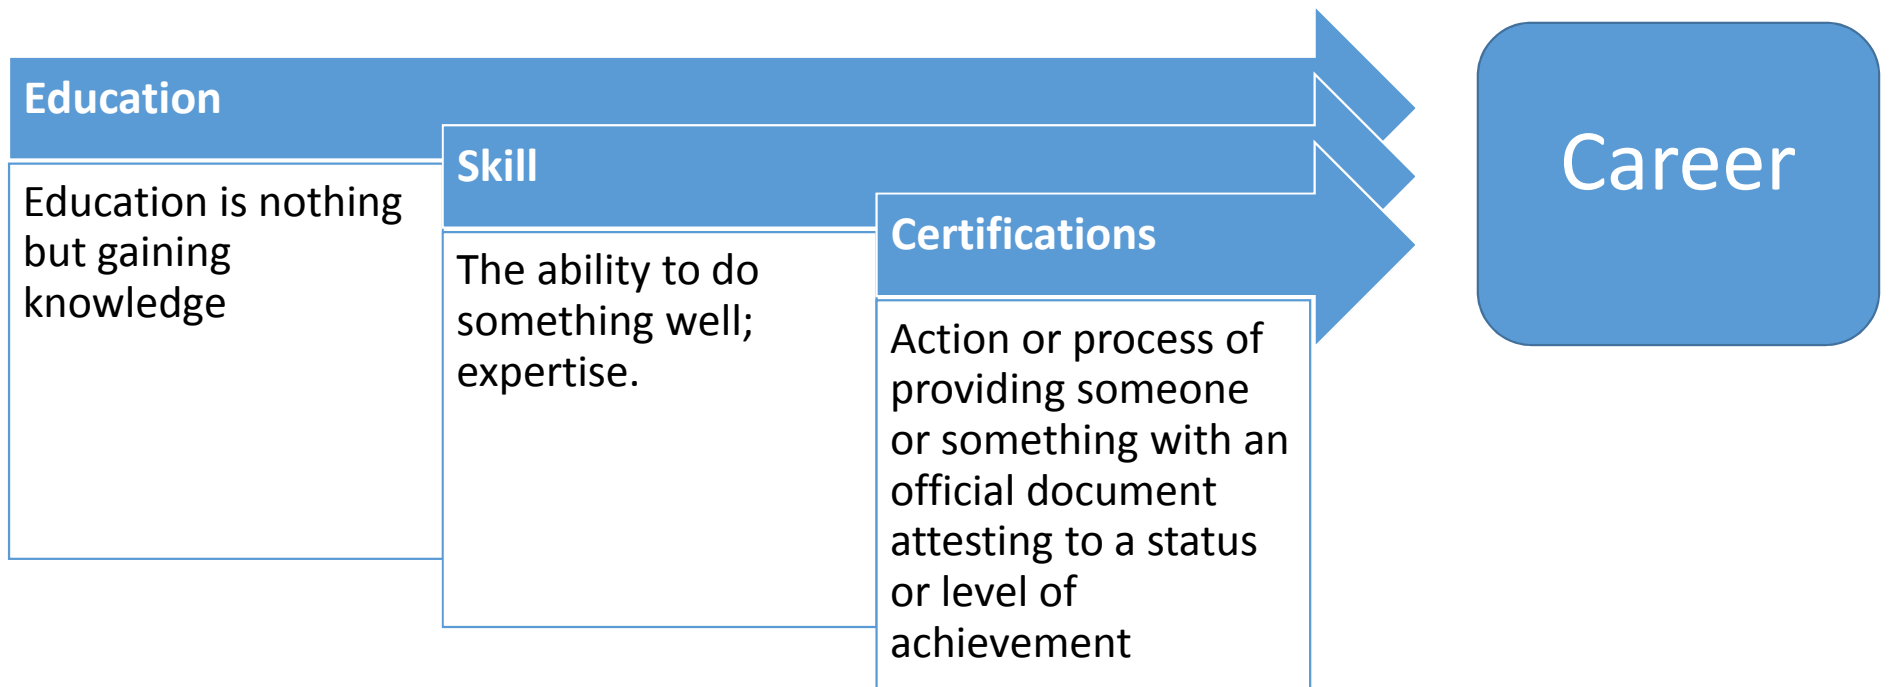 Education
Education is nothing
but gaining
knowledge
Skill
The ability to do
something well;
expertise.
Certifications
Action or process of
providing someone
or something with an
official document
attesting to a status
or level of
achievement
Career